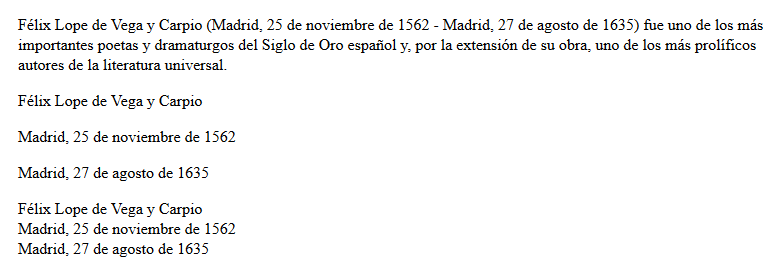 Félix Lope de Vega y Carpio (Madrid, 25 de noviembre de 1562 - Madrid, 27 de agosto de 1635) fue uno de los más
importantes poetas y dramaturgos del Siglo de Oro español y, por la extensión de su obra, uno de los más prolíficos
autores de la literatura universal.
Félix Lope de Vega y Carpio
Madrid, 25 de noviembre de 1562
Madrid, 27 de agosto de 1635
Félix Lope de Vega y Carpio
Madrid, 25 de noviembre de 1562
Madrid, 27 de agosto de 1635